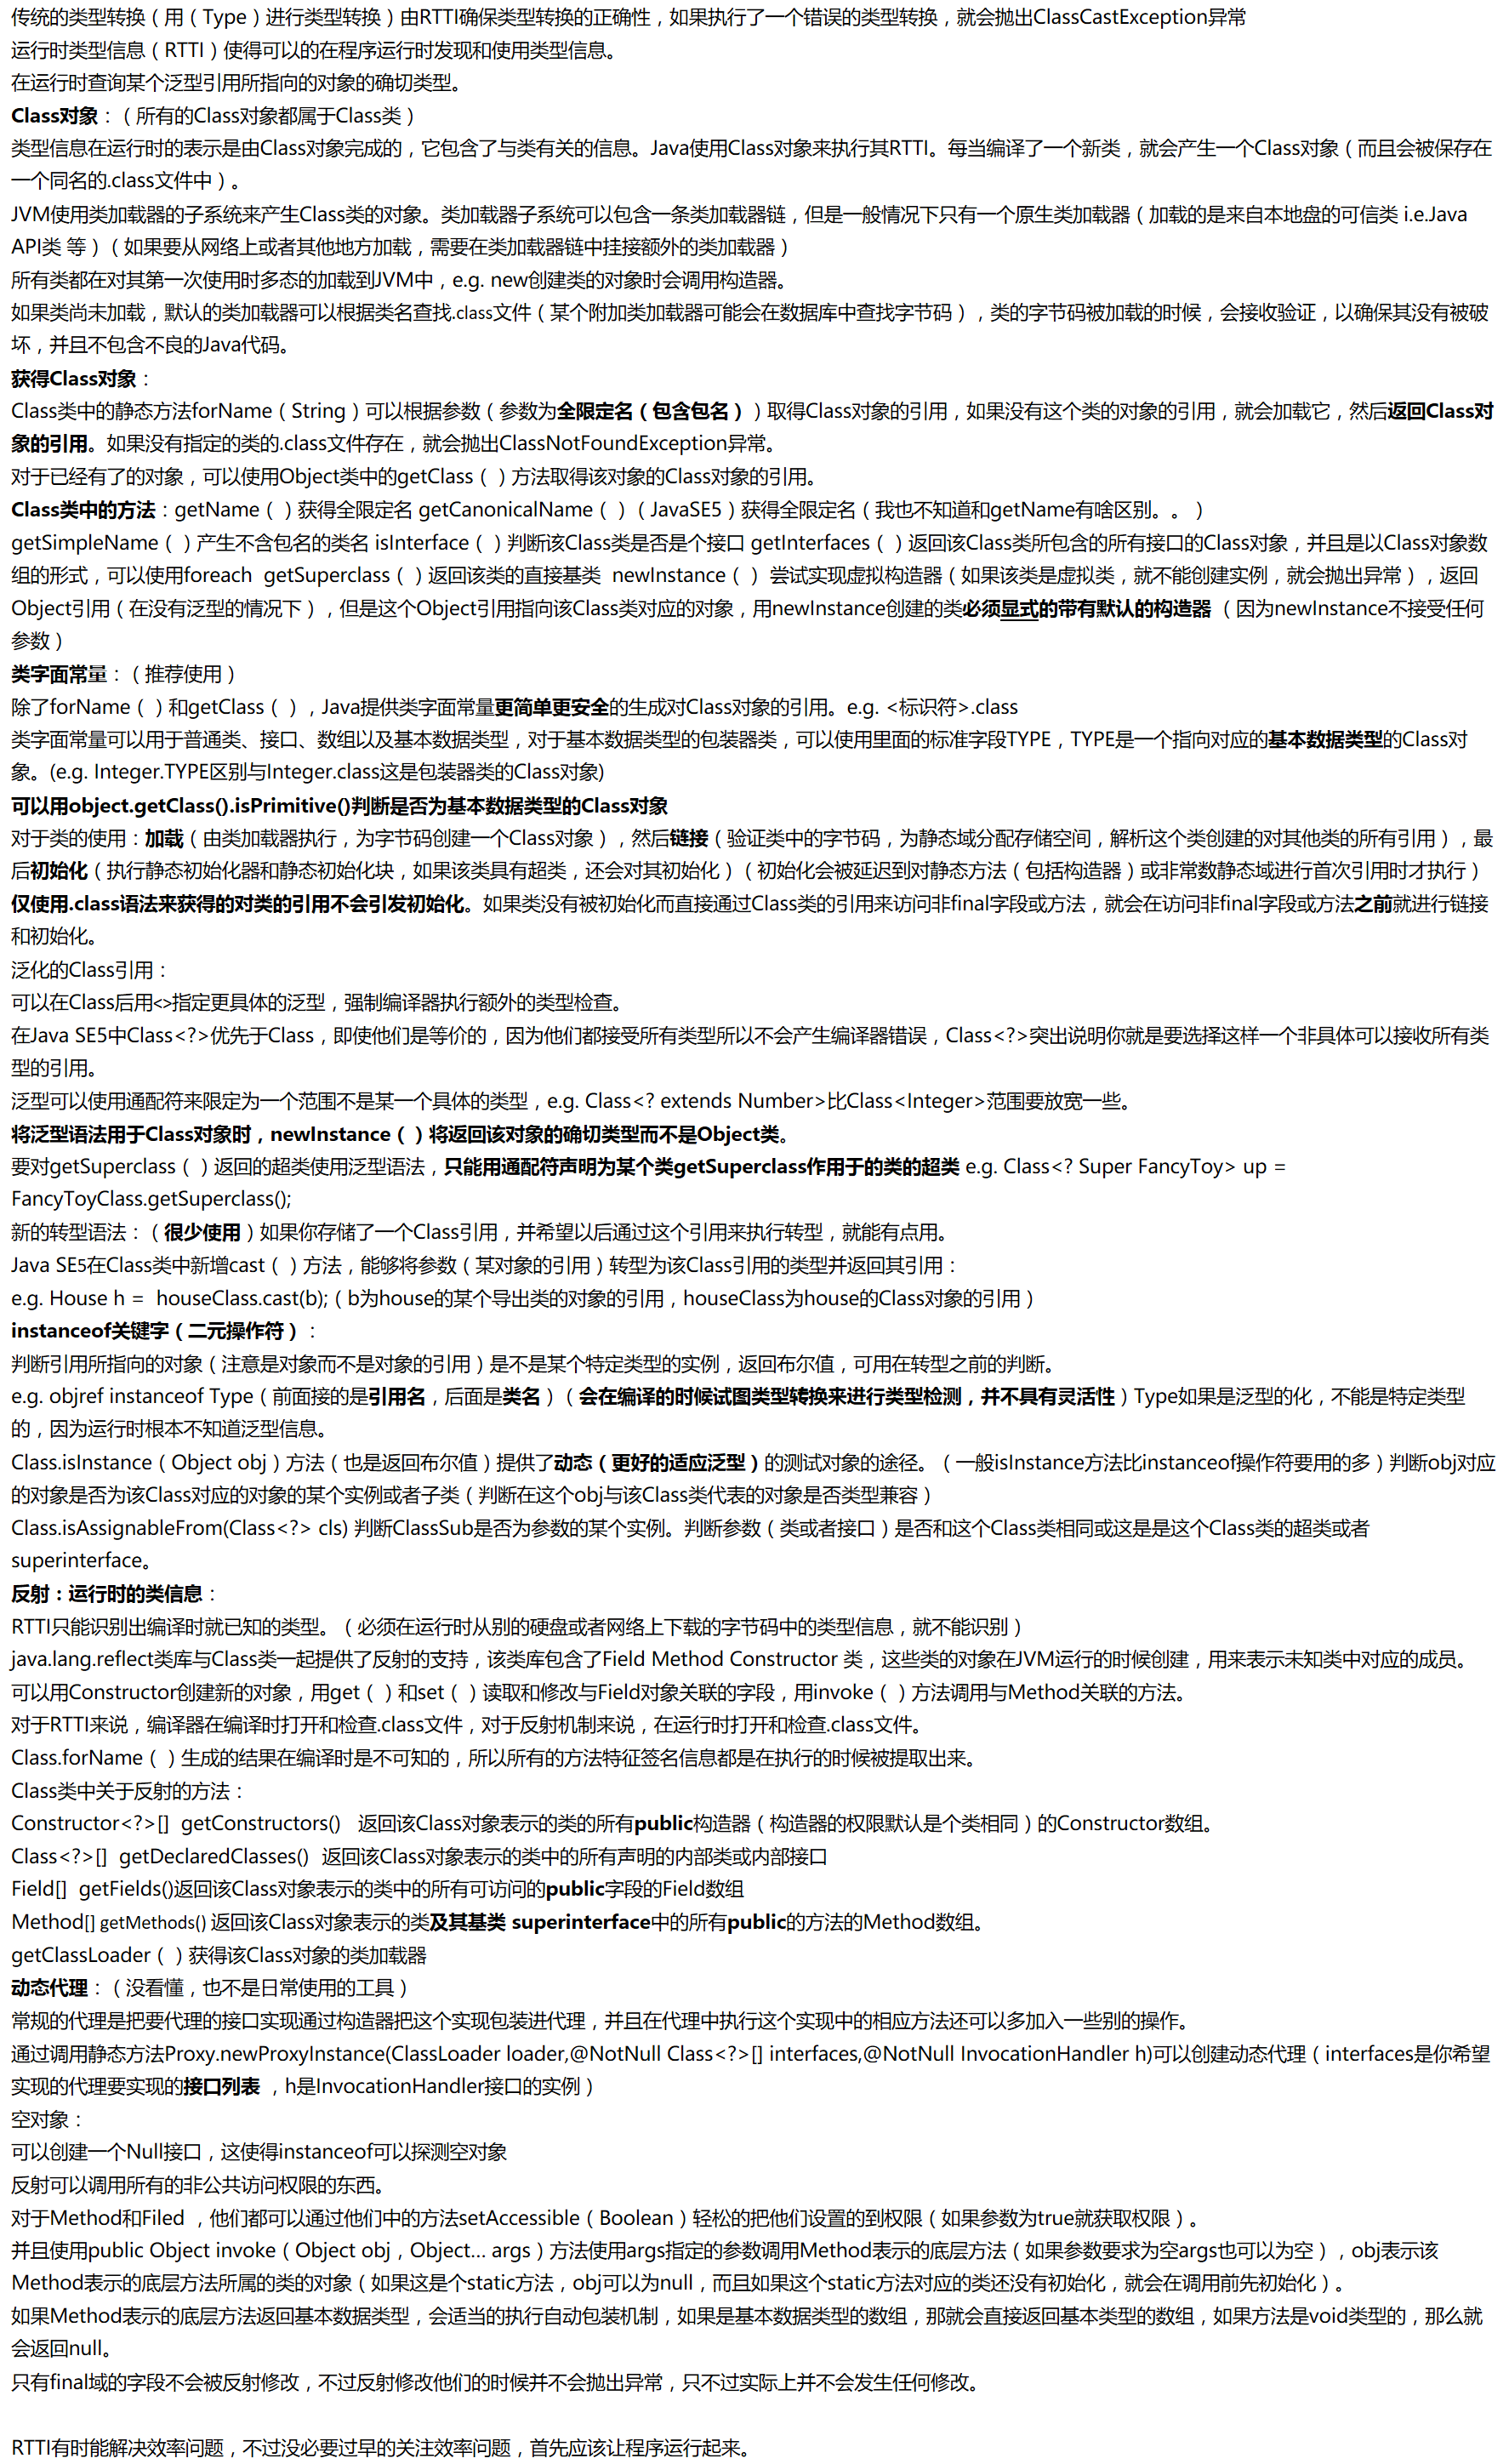 传统的类型转换（用（Type）进行类型转换）由RTTI确保类型转换的正确性，如果执行了一个错误的类型转换，就会抛出ClassCastException异常
运行时类型信息（RTTI）使得可以的在程序运行时发现和使用类型信息。
在运行时查询某个泛型引用所指向的对象的确切类型。
Class对象：（所有的Class对象都属于Class类）
类型信息在运行时的表示是由Class对象完成的，它包含了与类有关的信息。Java使用Class对象来执行其RTTI。每当编译了一个新类，就会产生一个Class对象（而且会被保存在
一个同名的.class文件中）。
JVM使用类加载器的子系统来产生Class类的对象。类加载器子系统可以包含一条类加载器链，但是一般情况下只有一个原生类加载器（加载的是来自本地盘的可信类 i.e.Java
API类 等）（如果要从网络上或者其他地方加载，需要在类加载器链中挂接额外的类加载器）
所有类都在对其第一次使用时多态的加载到JVM中，e.g. new创建类的对象时会调用构造器。
如果类尚未加载，默认的类加载器可以根据类名查找.class文件（某个附加类加载器可能会在数据库中查找字节码），类的字节码被加载的时候，会接收验证，以确保其没有被破
坏，并且不包含不良的Java代码。
获得Class对象：
Class类中的静态方法forName（String）可以根据参数（参数为全限定名（包含包名））取得Class对象的引用，如果没有这个类的对象的引用，就会加载它，然后返回Class对
象的引用。如果没有指定的类的.class文件存在，就会抛出ClassNotFoundException异常。
对于已经有了的对象，可以使用Object类中的getClass（）方法取得该对象的Class对象的引用。
Class类中的方法：getName（）获得全限定名 getCanonicalName（）（JavaSE5）获得全限定名（我也不知道和getName有啥区别。。）
getSimpleName（）产生不含包名的类名 isInterface（）判断该Class类是否是个接口 getInterfaces（）返回该Class类所包含的所有接口的Class对象，并且是以Class对象数
组的形式，可以使用foreach  getSuperclass（）返回该类的直接基类  newInstance（） 尝试实现虚拟构造器（如果该类是虚拟类，就不能创建实例，就会抛出异常），返回
Object引用（在没有泛型的情况下），但是这个Object引用指向该Class类对应的对象，用newInstance创建的类必须显式的带有默认的构造器 （因为newInstance不接受任何
参数）
类字面常量：（推荐使用）
除了forName（）和getClass（），Java提供类字面常量更简单更安全的生成对Class对象的引用。e.g. <标识符>.class
类字面常量可以用于普通类、接口、数组以及基本数据类型，对于基本数据类型的包装器类，可以使用里面的标准字段TYPE，TYPE是一个指向对应的基本数据类型的Class对
象。(e.g. Integer.TYPE区别与Integer.class这是包装器类的Class对象)
可以用object.getClass().isPrimitive()判断是否为基本数据类型的Class对象
对于类的使用：加载（由类加载器执行，为字节码创建一个Class对象），然后链接（验证类中的字节码，为静态域分配存储空间，解析这个类创建的对其他类的所有引用），最
后初始化（执行静态初始化器和静态初始化块，如果该类具有超类，还会对其初始化）（初始化会被延迟到对静态方法（包括构造器）或非常数静态域进行首次引用时才执行）
仅使用.class语法来获得的对类的引用不会引发初始化。如果类没有被初始化而直接通过Class类的引用来访问非final字段或方法，就会在访问非final字段或方法之前就进行链接
和初始化。
泛化的Class引用：
可以在Class后用<>指定更具体的泛型，强制编译器执行额外的类型检查。
在Java SE5中Class<?>优先于Class，即使他们是等价的，因为他们都接受所有类型所以不会产生编译器错误，Class<?>突出说明你就是要选择这样一个非具体可以接收所有类
型的引用。
泛型可以使用通配符来限定为一个范围不是某一个具体的类型，e.g. Class<? extends Number>比Class<Integer>范围要放宽一些。
将泛型语法用于Class对象时，newInstance（）将返回该对象的确切类型而不是Object类。
要对getSuperclass（）返回的超类使用泛型语法，只能用通配符声明为某个类getSuperclass作用于的类的超类 e.g. Class<? Super FancyToy> up =
FancyToyClass.getSuperclass();
新的转型语法：（很少使用）如果你存储了一个Class引用，并希望以后通过这个引用来执行转型，就能有点用。
Java SE5在Class类中新增cast（）方法，能够将参数（某对象的引用）转型为该Class引用的类型并返回其引用：
e.g. House h =  houseClass.cast(b);（b为house的某个导出类的对象的引用，houseClass为house的Class对象的引用）
instanceof关键字（二元操作符）：
判断引用所指向的对象（注意是对象而不是对象的引用）是不是某个特定类型的实例，返回布尔值，可用在转型之前的判断。
e.g. objref instanceof Type（前面接的是引用名，后面是类名）（会在编译的时候试图类型转换来进行类型检测，并不具有灵活性）Type如果是泛型的化，不能是特定类型
的，因为运行时根本不知道泛型信息。
Class.isInstance（Object obj）方法（也是返回布尔值）提供了动态（更好的适应泛型）的测试对象的途径。（一般isInstance方法比instanceof操作符要用的多）判断obj对应
的对象是否为该Class对应的对象的某个实例或者子类（判断在这个obj与该Class类代表的对象是否类型兼容）
Class.isAssignableFrom(Class<?> cls) 判断ClassSub是否为参数的某个实例。判断参数（类或者接口）是否和这个Class类相同或这是是这个Class类的超类或者
superinterface。
反射：运行时的类信息：
RTTI只能识别出编译时就已知的类型。（必须在运行时从别的硬盘或者网络上下载的字节码中的类型信息，就不能识别）
java.lang.reflect类库与Class类一起提供了反射的支持，该类库包含了Field Method Constructor 类，这些类的对象在JVM运行的时候创建，用来表示未知类中对应的成员。
可以用Constructor创建新的对象，用get（）和set（）读取和修改与Field对象关联的字段，用invoke（）方法调用与Method关联的方法。
对于RTTI来说，编译器在编译时打开和检查.class文件，对于反射机制来说，在运行时打开和检查.class文件。
Class.forName（）生成的结果在编译时是不可知的，所以所有的方法特征签名信息都是在执行的时候被提取出来。
Class类中关于反射的方法：
Constructor<?>[]  getConstructors()   返回该Class对象表示的类的所有public构造器（构造器的权限默认是个类相同）的Constructor数组。
Class<?>[]  getDeclaredClasses()  返回该Class对象表示的类中的所有声明的内部类或内部接口
Field[]  getFields()返回该Class对象表示的类中的所有可访问的public字段的Field数组
Method[] getMethods() 返回该Class对象表示的类及其基类 superinterface中的所有public的方法的Method数组。
getClassLoader（）获得该Class对象的类加载器
动态代理：（没看懂，也不是日常使用的工具）
常规的代理是把要代理的接口实现通过构造器把这个实现包装进代理，并且在代理中执行这个实现中的相应方法还可以多加入一些别的操作。
通过调用静态方法Proxy.newProxyInstance(ClassLoader loader,@NotNull Class<?>[] interfaces,@NotNull InvocationHandler h)可以创建动态代理（interfaces是你希望
实现的代理要实现的接口列表 ，h是InvocationHandler接口的实例）
空对象：
可以创建一个Null接口，这使得instanceof可以探测空对象
反射可以调用所有的非公共访问权限的东西。
对于Method和Filed ，他们都可以通过他们中的方法setAccessible（Boolean）轻松的把他们设置的到权限（如果参数为true就获取权限）。
并且使用public Object invoke（Object obj，Object... args）方法使用args指定的参数调用Method表示的底层方法（如果参数要求为空args也可以为空），obj表示该
Method表示的底层方法所属的类的对象（如果这是个static方法，obj可以为null，而且如果这个static方法对应的类还没有初始化，就会在调用前先初始化）。
如果Method表示的底层方法返回基本数据类型，会适当的执行自动包装机制，如果是基本数据类型的数组，那就会直接返回基本类型的数组，如果方法是void类型的，那么就
会返回null。
只有final域的字段不会被反射修改，不过反射修改他们的时候并不会抛出异常，只不过实际上并不会发生任何修改。
RTTI有时能解决效率问题，不过没必要过早的关注效率问题，首先应该让程序运行起来。